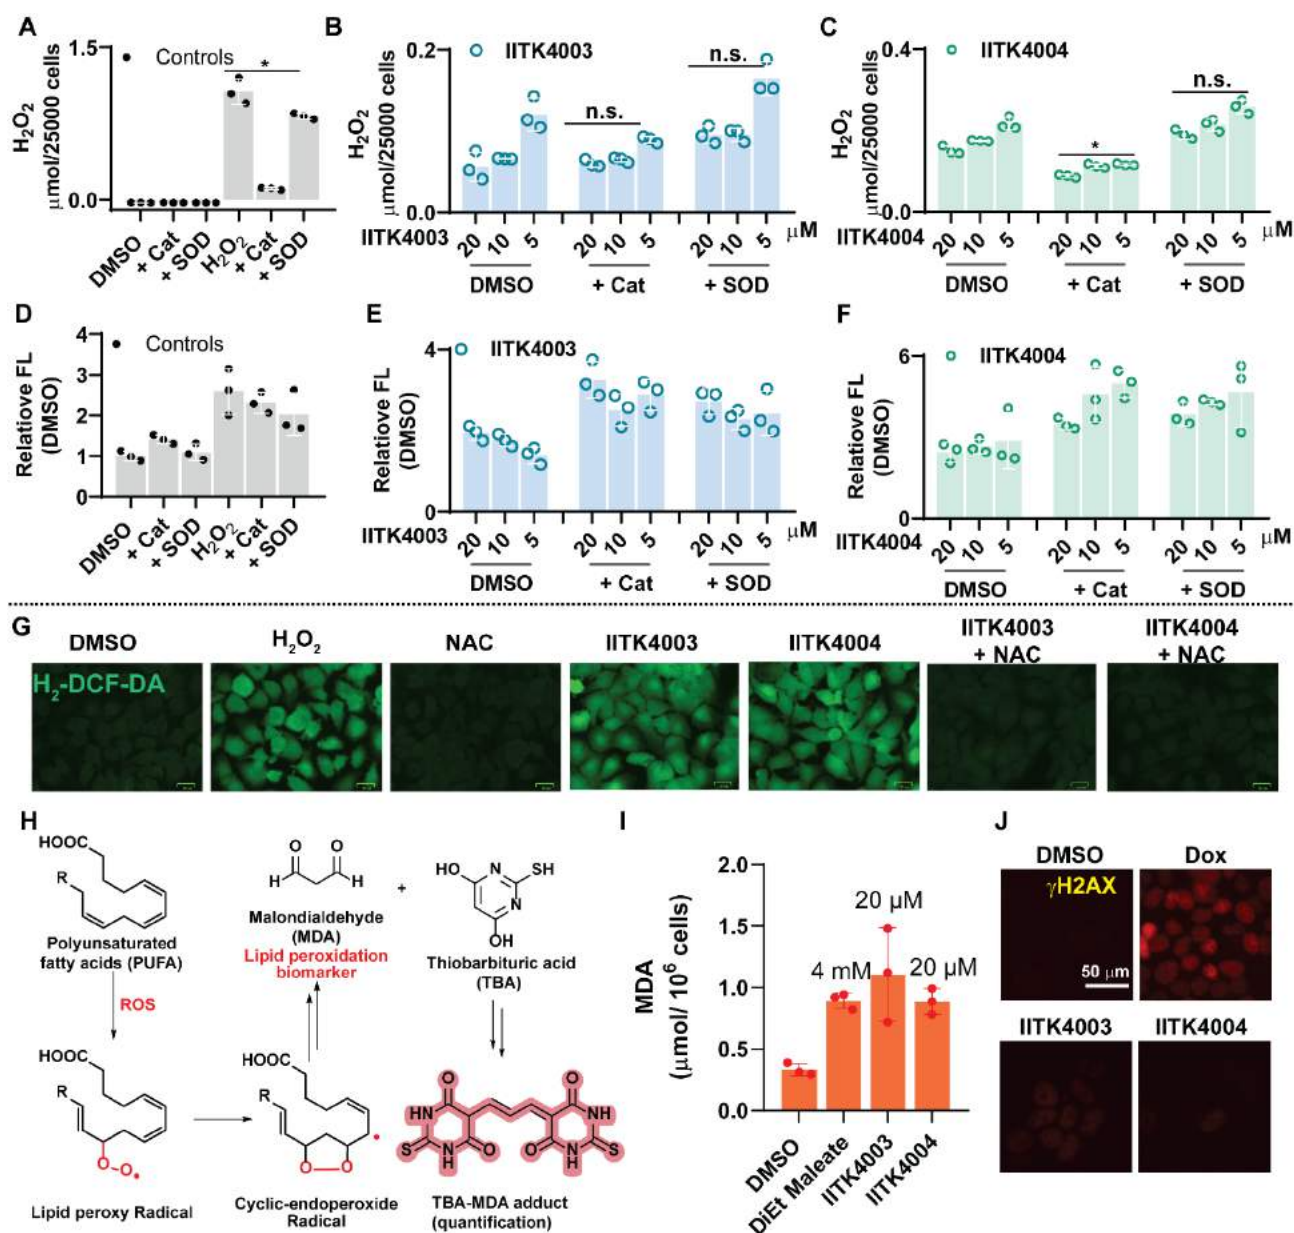 A
H2O2
μmol/25000 cells
1.5
0.0
Controls
*
DMSO
+ Cat
+ SOD
H2O2
+ Cat
+ SOD
B
H2O2
μmol/25000 cells
0.2
0.0
IITK4003
n.s.
n.s.
IITK4003
20 10 5
20 10 5
20 10 5
μM
DMSO
+ Cat
+ SOD
C
H2O2
μmol/25000 cells
0.4
0.0
IITK4004
*
n.s.
IITK4004
20 10 5
20 10 5
20 10 5
μM
DMSO
+ Cat
+ SOD
D
Relatiove FL
(DMSO)
4
3
2
1
0
Controls
DMSO
+ Cat
+ SOD
H2O2
+ Cat
+ SOD
E
Relatiove FL
(DMSO)
4
0
IITK4003
IITK4003
20 10 5
20 10 5
20 10 5
μM
DMSO
+ Cat
+ SOD
F
Relatiove FL
(DMSO)
6
0
IITK4004
IITK4004
20 10 5
20 10 5
20 10 5
μM
DMSO
+ Cat
+ SOD
G
DMSO
H2O2
NAC
IITK4003
IITK4004
IITK4003
+ NAC
IITK4004
+ NAC
H2-DCF-DA
H
HOOC
R
Polyunsaturated
fatty acids (PUFA)
ROS
HOOC
R
O
O
Lipid peroxy Radical
O O
H H
Malondialdehyde
(MDA)
Lipid peroxidation
biomarker
+
HO N SH
N
OH
Thiobarbituric acid
(TBA)
HOOC
R
O O
Cyclic-endoperoxide
Radical
O O
HN NH
S N O O N S
H H
TBA-MDA adduct
(quantification)
I
MDA
(μmol/ 10^6 cells)
2.0
1.5
1.0
0.5
0.0
4 mM
20 μM
20 μM
DMSO
DiEt Maleate
IITK4003
IITK4004
J
DMSO
Dox
γH2AX
50 μm
IITK4003
IITK4004